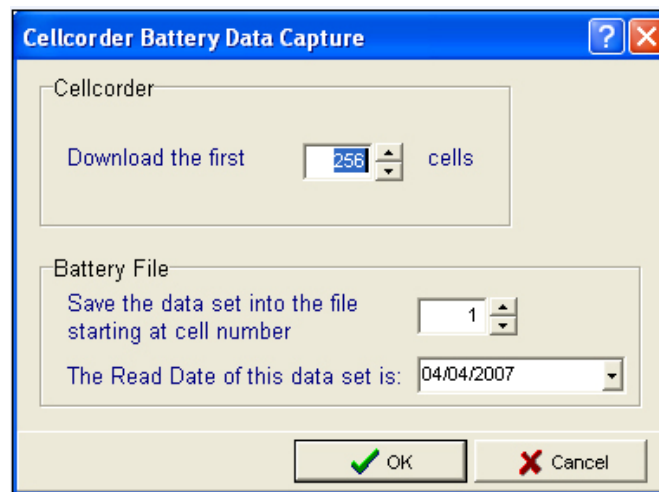 Cellcorder Battery Data Capture
Cellcorder
Download the first 256 cells
Battery File
Save the data set into the file
starting at cell number 1
The Read Date of this data set is: 04/04/2007
OK Cancel